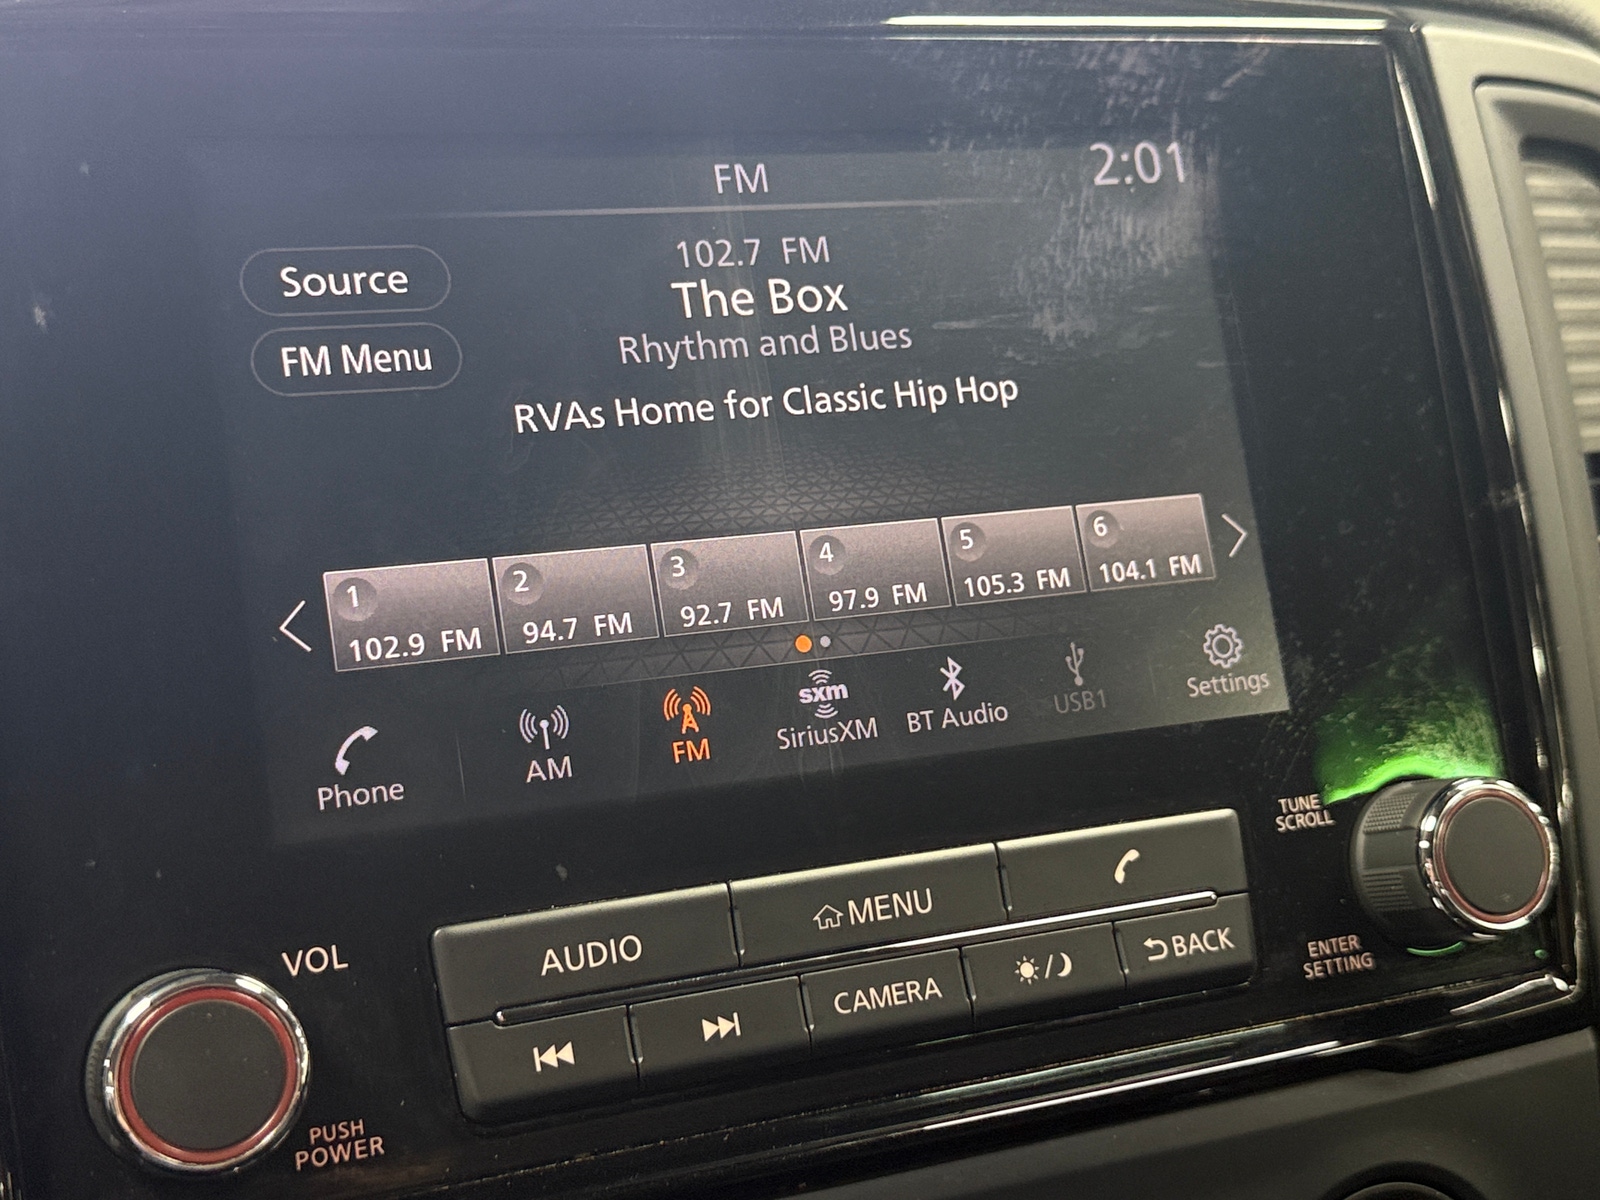 FM
2:01
Source
FM Menu
102.7 FM
The Box
Rhythm and Blues
RVAs Home for Classic Hip Hop
1
102.9 FM
2
94.7 FM
3
92.7 FM
4
97.9 FM
5
105.3 FM
6
104.1 FM
Phone
AM
FM
sxm
SiriusXM
BT Audio
USB1
Settings
TUNE
SCROLL
ENTER
SETTING
VOL
PUSH
POWER
AUDIO
MENU
CAMERA
BACK